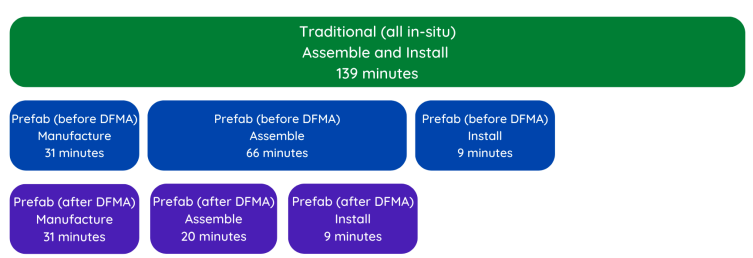 Traditional (all in-situ)
Assemble and Install
139 minutes
Prefab (before DFMA)
Manufacture
31 minutes
Prefab (before DFMA)
Assemble
66 minutes
Prefab (before DFMA)
Install
9 minutes
Prefab (after DFMA)
Manufacture
31 minutes
Prefab (after DFMA)
Assemble
20 minutes
Prefab (after DFMA)
Install
9 minutes